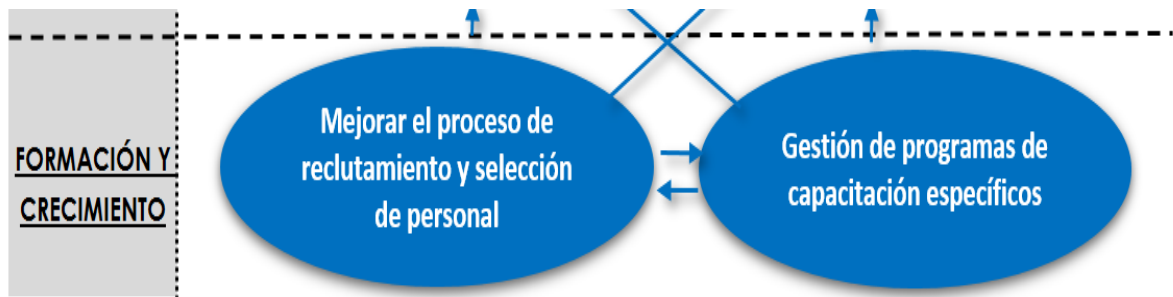 FORMACIÓN Y
CRECIMIENTO
Mejorar el proceso de
reclutamiento y selección
de personal
Gestión de programas de
capacitación específicos